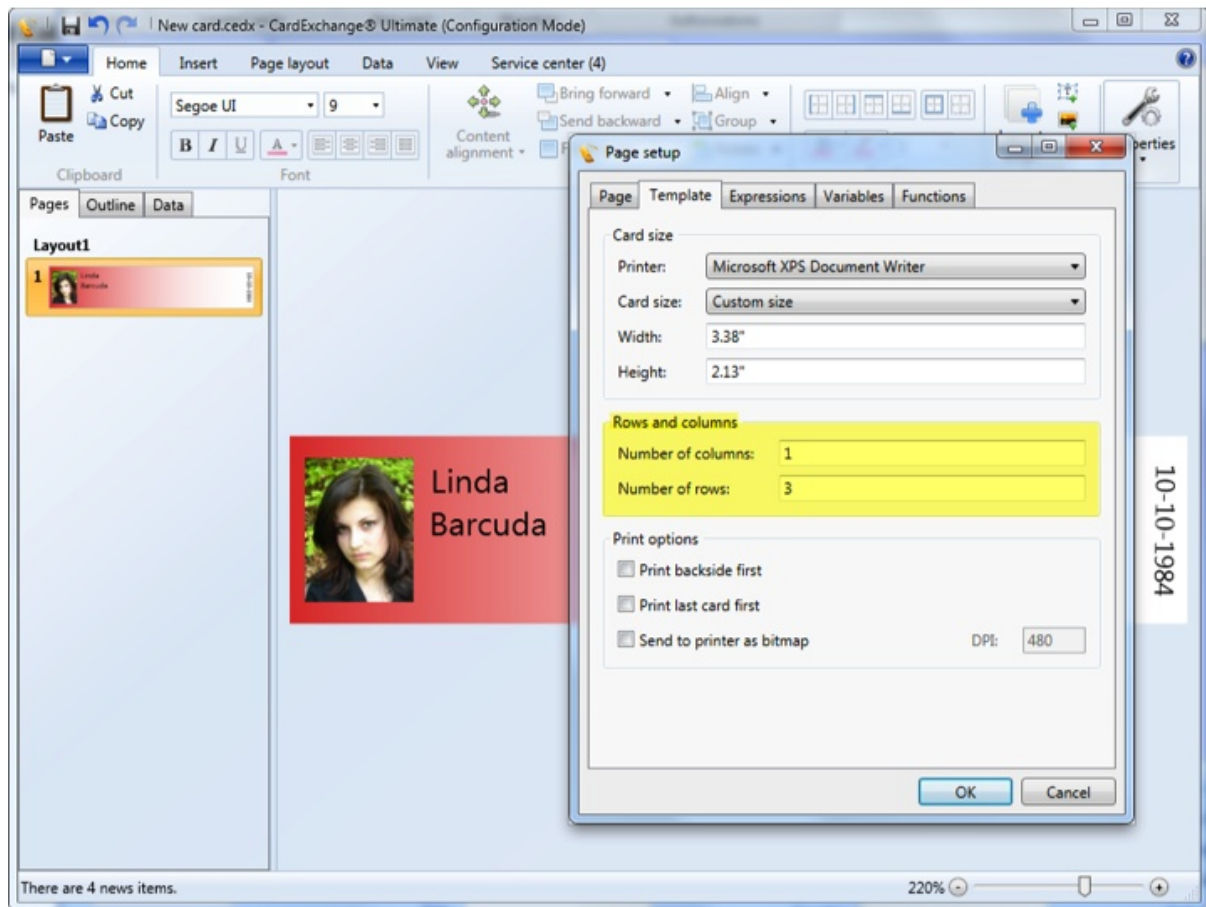 New card.cedx - CardExchange® Ultimate (Configuration Mode)
Home Insert Page layout Data View Service center (4)
Paste
Cut
Copy
Clipboard
Segoe UI 9
B I U A
Font
Content alignment
Bring forward
Send backward
Align
Group
Pages Outline Data
Layout1
1
Linda
Barcuda
10-10-1984
Linda
Barcuda
10-10-1984
Page setup
Page Template Expressions Variables Functions
Card size
Printer: Microsoft XPS Document Writer
Card size: Custom size
Width: 3.38"
Height: 2.13"
Rows and columns
Number of columns: 1
Number of rows: 3
Print options
Print backside first
Print last card first
Send to printer as bitmap DPI: 480
OK Cancel
There are 4 news items. 220%